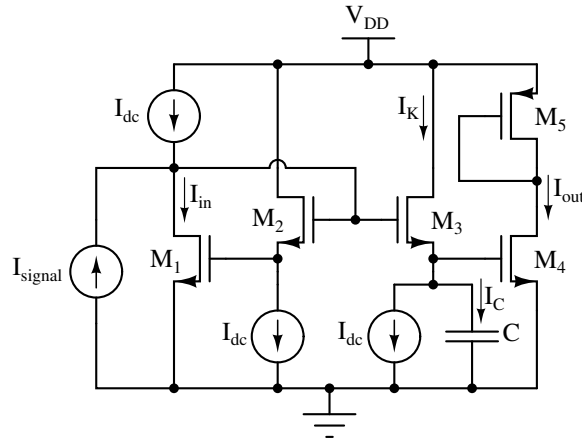 V_DD
I_dc
I_K
M_5
I_in
I_out
M_2
M_3
M_1
M_4
I_signal
I_C
I_dc
I_dc
C